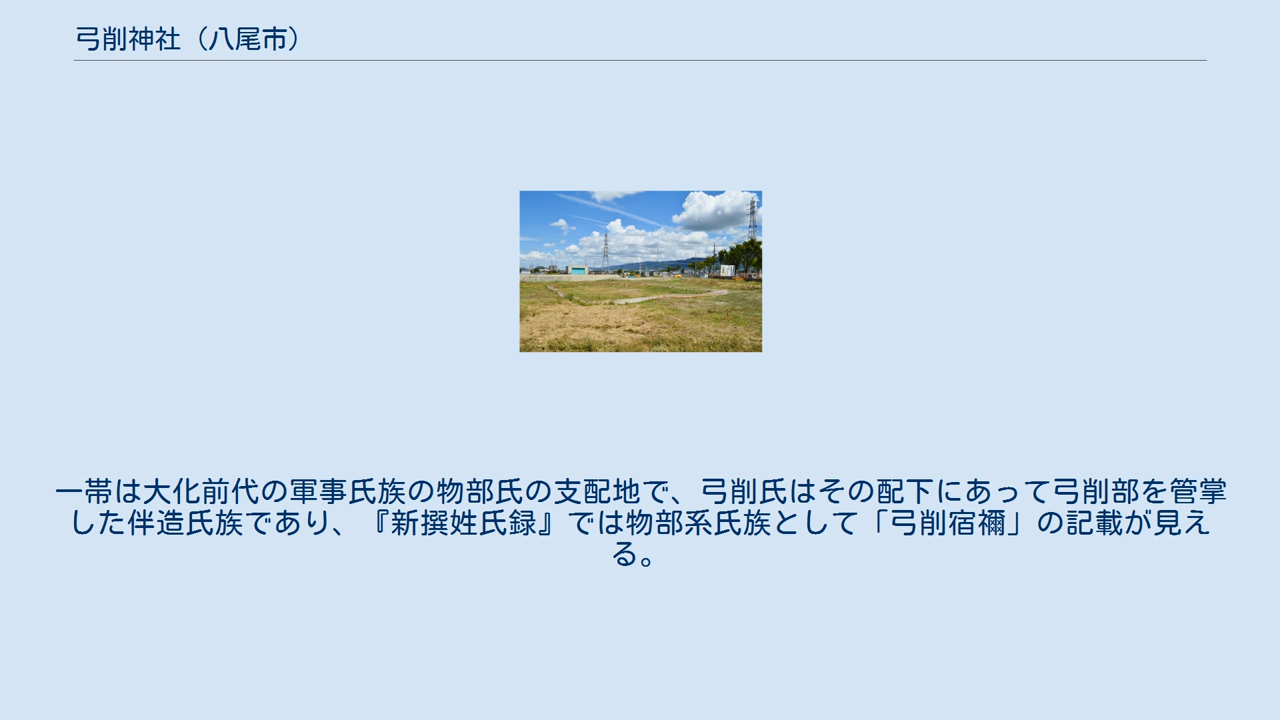 弓削神社（八尾市）
一帯は大化前代の軍事氏族の物部氏の支配地で、弓削氏はその配下にあって弓削部を管掌
した伴造氏族であり、『新撰姓氏録』では物部系氏族として「弓削宿禰」の記載が見え
る。